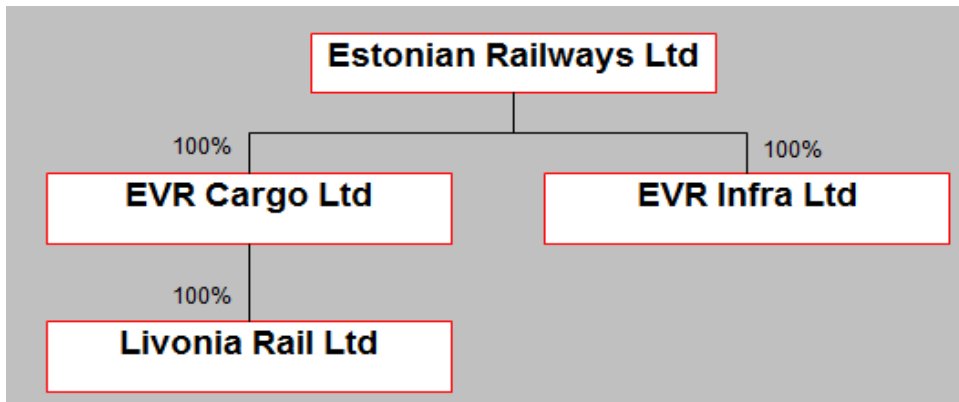 Estonian Railways Ltd
100%
100%
EVR Cargo Ltd
EVR Infra Ltd
100%
Livonia Rail Ltd